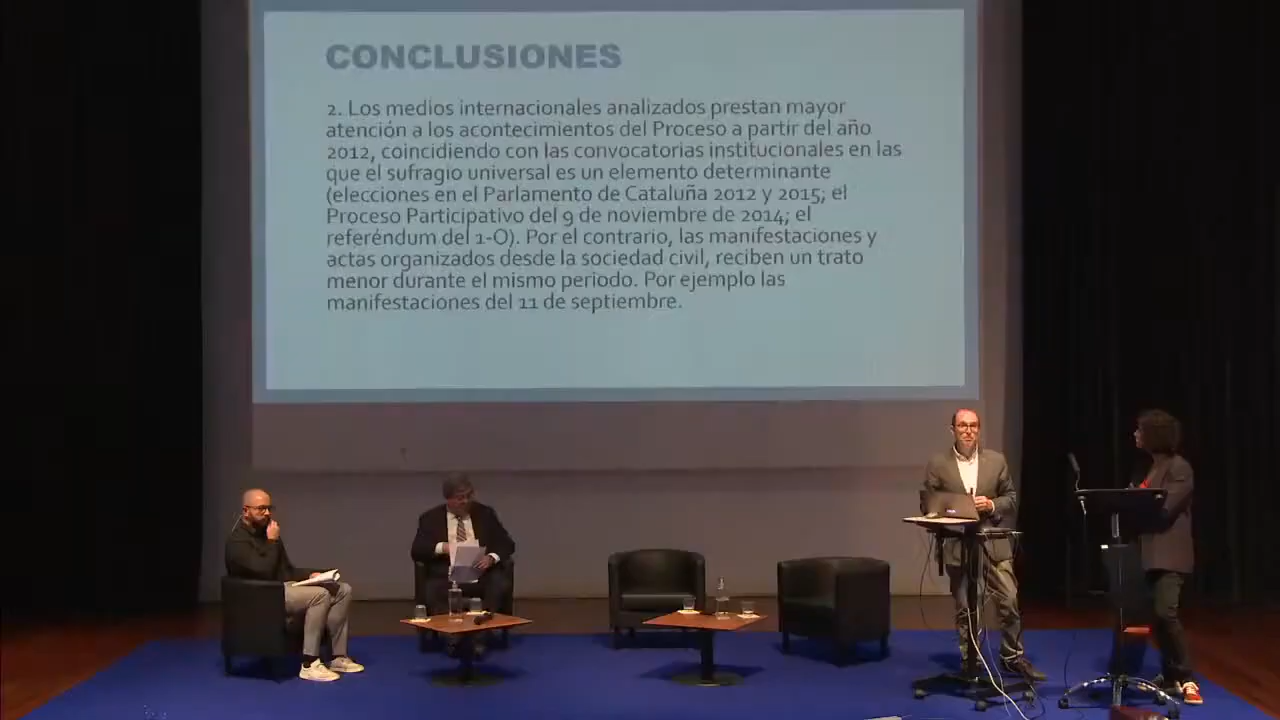 CONCLUSIONES
2. Los medios internacionales analizados prestan mayor
atención a los acontecimientos del Proceso a partir del año
2012, coincidiendo con las convocatorias institucionales en las
que el sufragio universal es un elemento determinante
(elecciones en el Parlamento de Cataluña 2012 y 2015; el
Proceso Participativo del 9 de noviembre de 2014; el
referéndum del 1-O). Por el contrario, las manifestaciones y
actas organizados desde la sociedad civil, reciben un trato
menor durante el mismo periodo. Por ejemplo las
manifestaciones del 11 de septiembre.